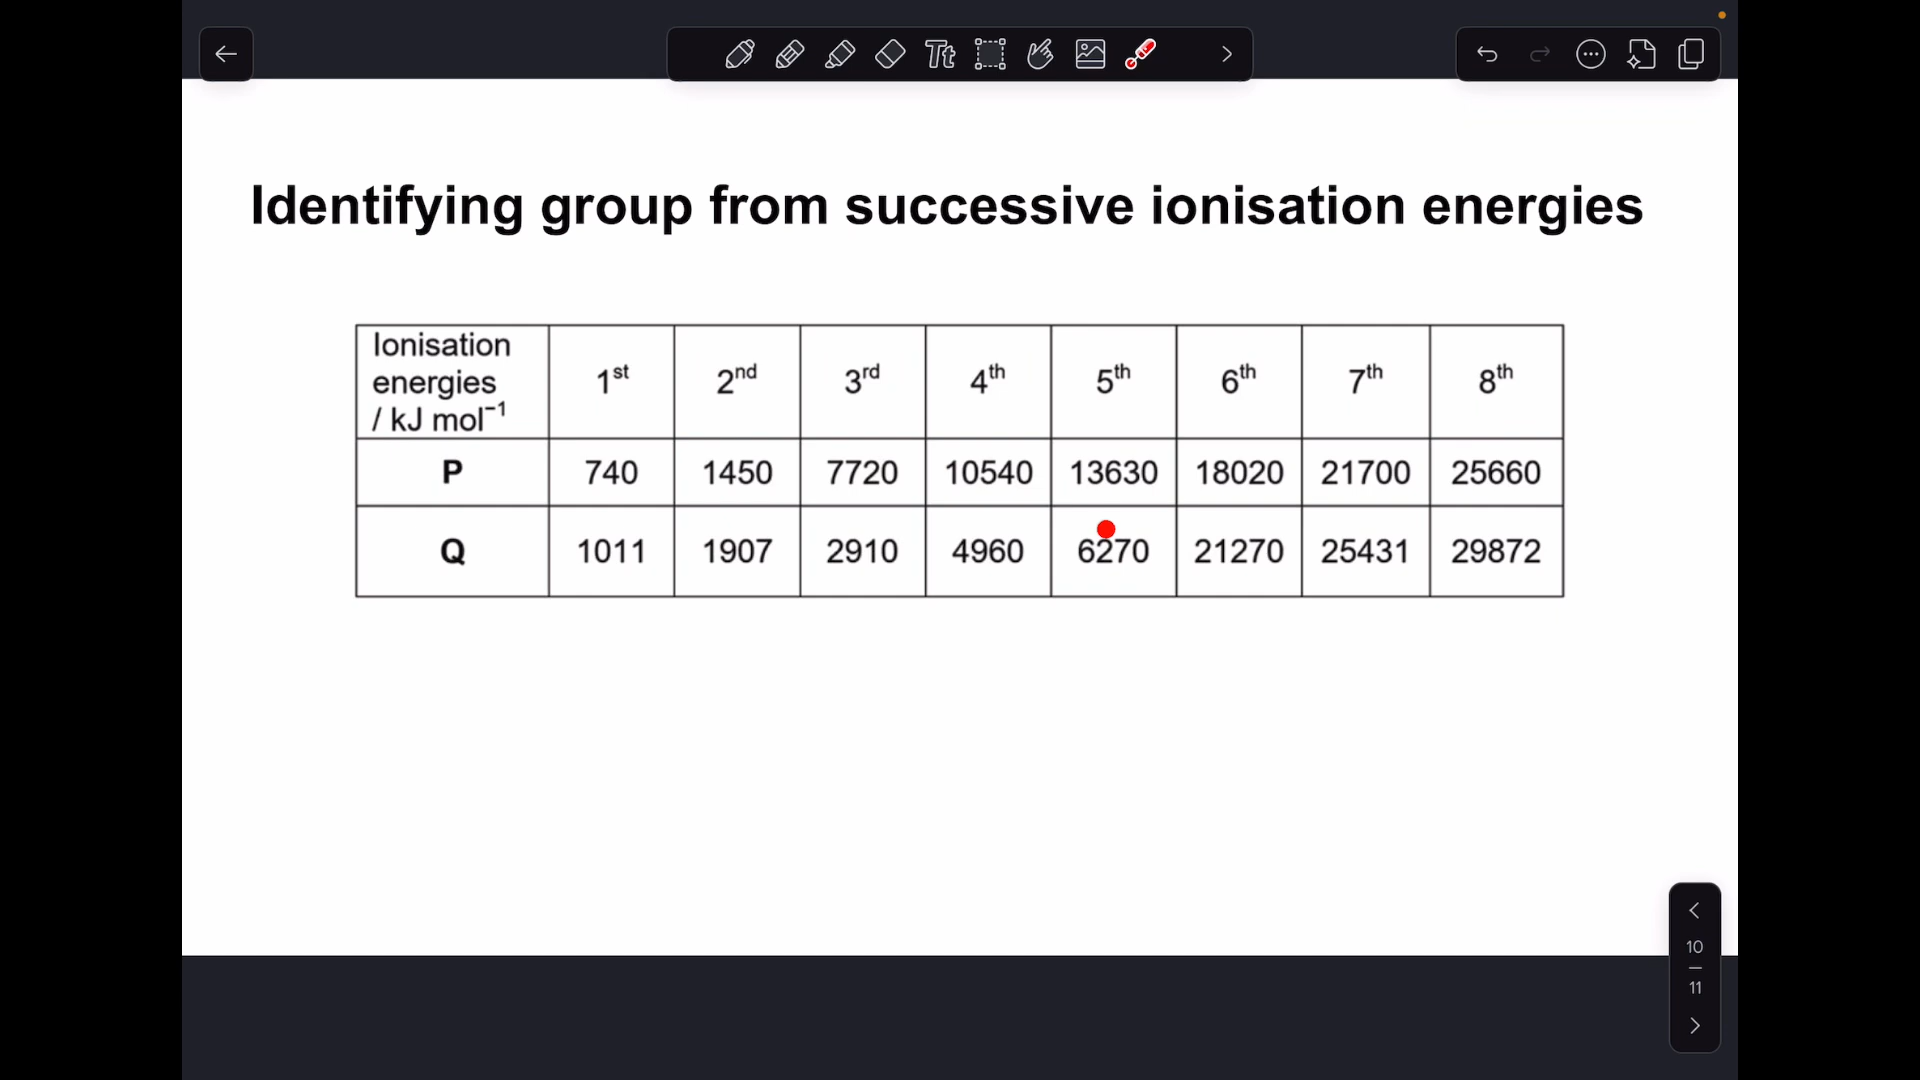 Tt
Identifying group from successive ionisation energies
Ionisation energies / kJ mol⁻¹ 1st 2nd 3rd 4th 5th 6th 7th 8th
P 740 1450 7720 10540 13630 18020 21700 25660
Q 1011 1907 2910 4960 6270 21270 25431 29872
10
11